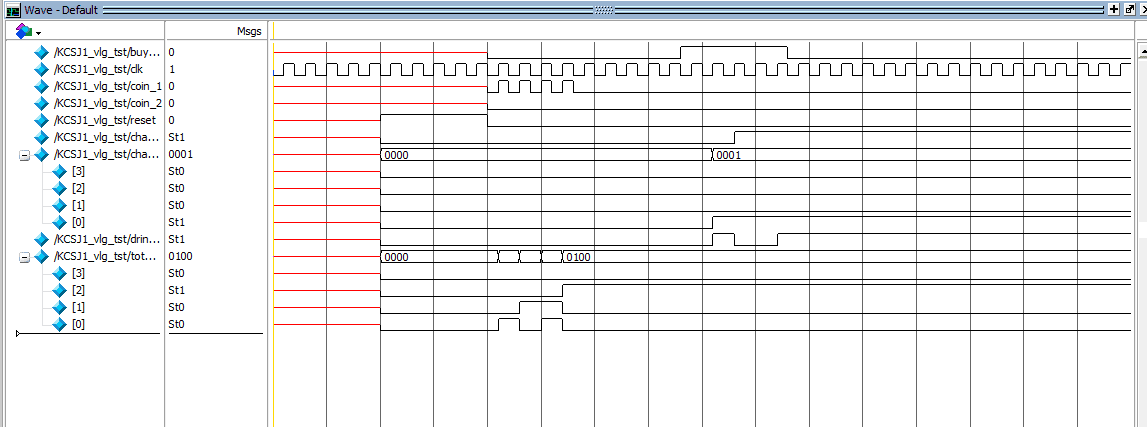 Wave - Default
Msgs
/KCSJ1_vlg_tst/buy... 0
/KCSJ1_vlg_tst/clk 1
/KCSJ1_vlg_tst/coin_1 0
/KCSJ1_vlg_tst/coin_2 0
/KCSJ1_vlg_tst/reset 0
/KCSJ1_vlg_tst/cha... St1
/KCSJ1_vlg_tst/cha... 0001 0000 0001
[3] St0
[2] St0
[1] St0
[0] St1
/KCSJ1_vlg_tst/drin... St1
/KCSJ1_vlg_tst/tot... 0100 0000 0100
[3] St0
[2] St1
[1] St0
[0] St0